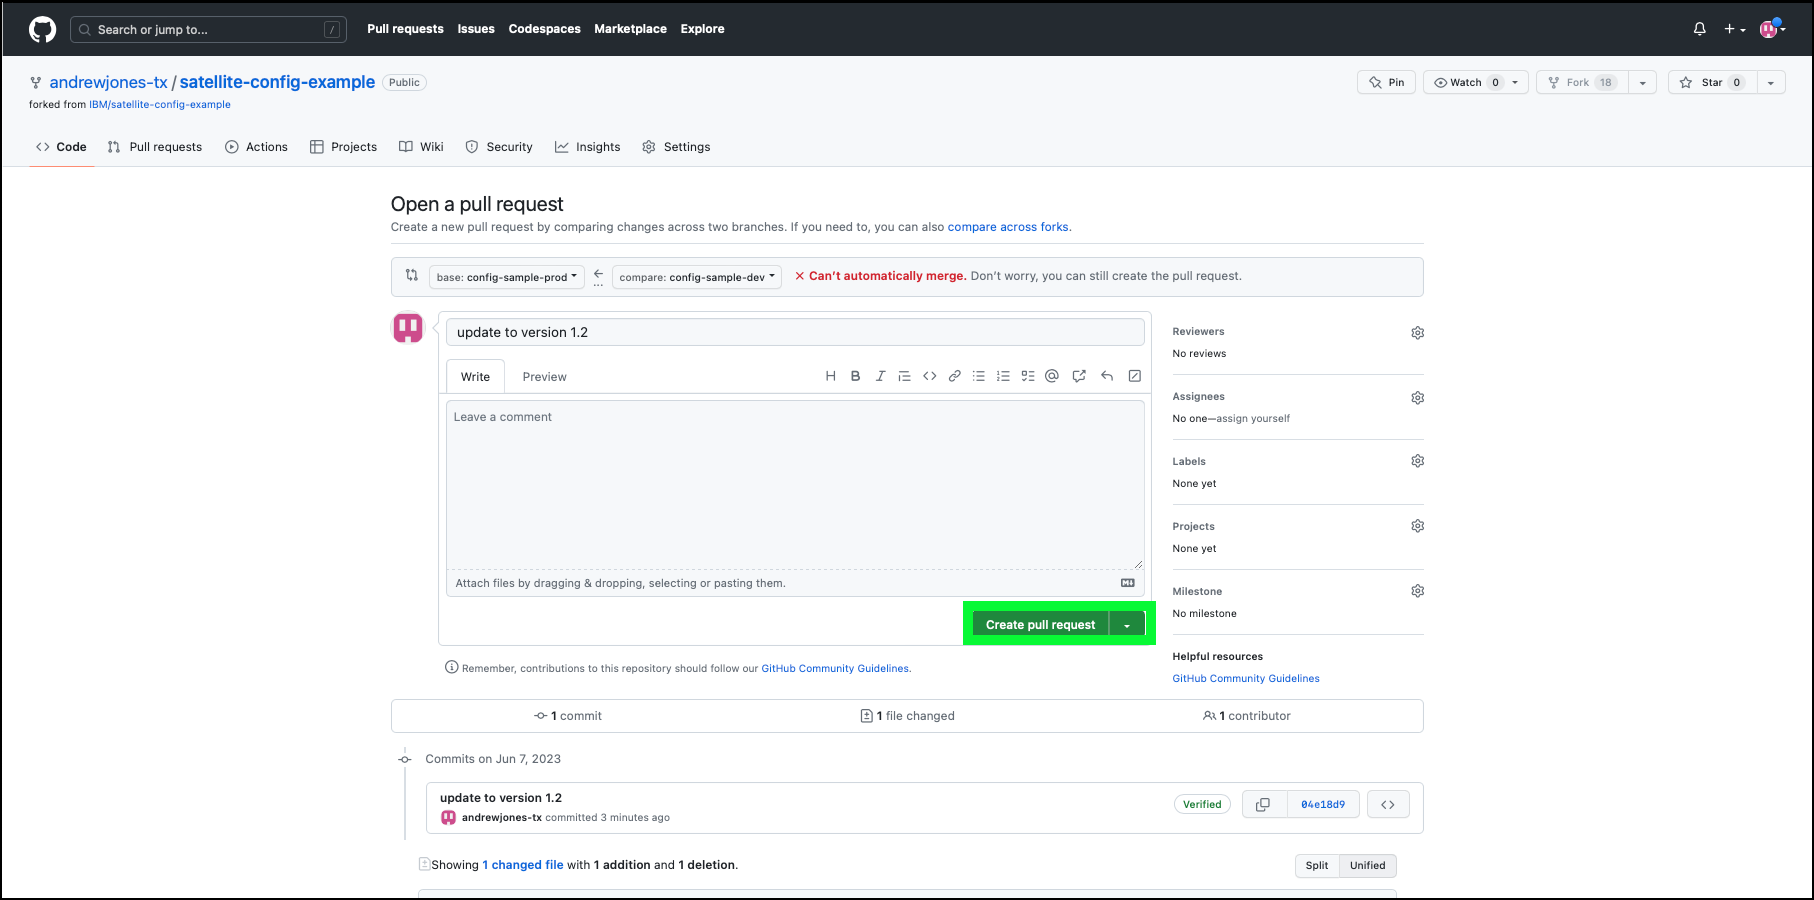 Search or jump to... / Pull requests Issues Codespaces Marketplace Explore
andrewjones-tx / satellite-config-example Public Pin Watch 0 Fork 18 Star 0
forked from IBM/satellite-config-example
Code Pull requests Actions Projects Wiki Security Insights Settings
Open a pull request
Create a new pull request by comparing changes across two branches. If you need to, you can also compare across forks.
base: config-sample-prod ← ... compare: config-sample-dev × Can’t automatically merge. Don’t worry, you can still create the pull request.
update to version 1.2
Write Preview H B I
Leave a comment
Attach files by dragging & dropping, selecting or pasting them.
Create pull request
Remember, contributions to this repository should follow our GitHub Community Guidelines.
Reviewers
No reviews
Assignees
No one—assign yourself
Labels
None yet
Projects
None yet
Milestone
No milestone
Helpful resources
GitHub Community Guidelines
1 commit 1 file changed 1 contributor
Commits on Jun 7, 2023
update to version 1.2
andrewjones-tx committed 3 minutes ago
Verified 04e18d9 <>
Showing 1 changed file with 1 addition and 1 deletion. Split Unified